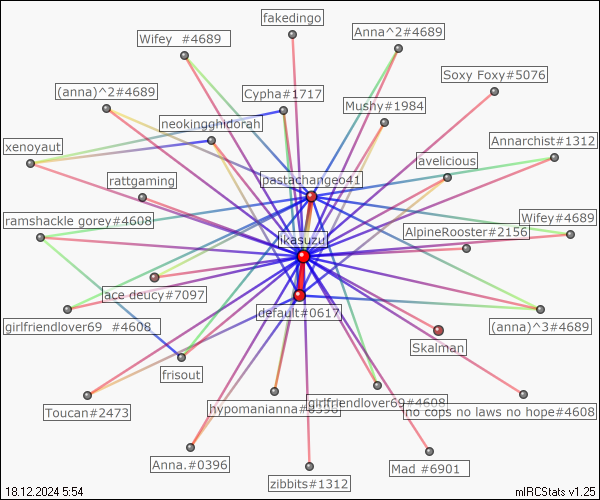 fakedingo
Wifey  #4689
Anna^2#4689
Soxy Foxy#5076
(anna)^2#4689
Cypha#1717
Mushy#1984
neokingghidorah
Annarchist#1312
xenoyaut
avelicious
rattgaming
pastachangeo41
ramshackle gorey#4608
Wifey#4689
AlpineRooster#2156
ikasuzu
ace deucy#7097
default#0617
girlfriendlover69  #4608
(anna)^3#4689
Skalman
frisout
hypomanianna#8398
girlfriendlover69#4608
Toucan#2473
no cops no laws no hope#4608
Anna.#0396
Mad #6901
zibbits#1312
18.12.2024 5:54
mIRCStats v1.25